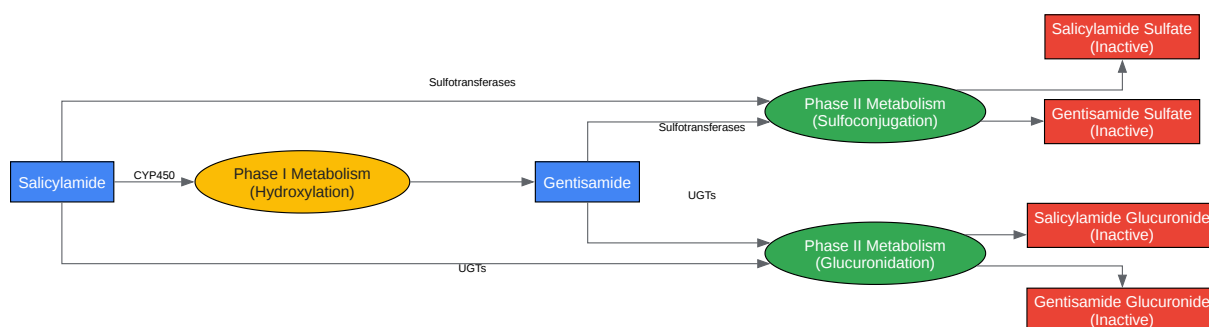 Salicylamide Sulfate
(Inactive)
Sulfotransferases
Phase II Metabolism
(Sulfoconjugation)
Gentisamide Sulfate
(Inactive)
Sulfotransferases
Salicylamide
CYP450
Phase I Metabolism
(Hydroxylation)
Gentisamide
UGTs
Salicylamide Glucuronide
(Inactive)
Phase II Metabolism
(Glucuronidation)
UGTs
Gentisamide Glucuronide
(Inactive)